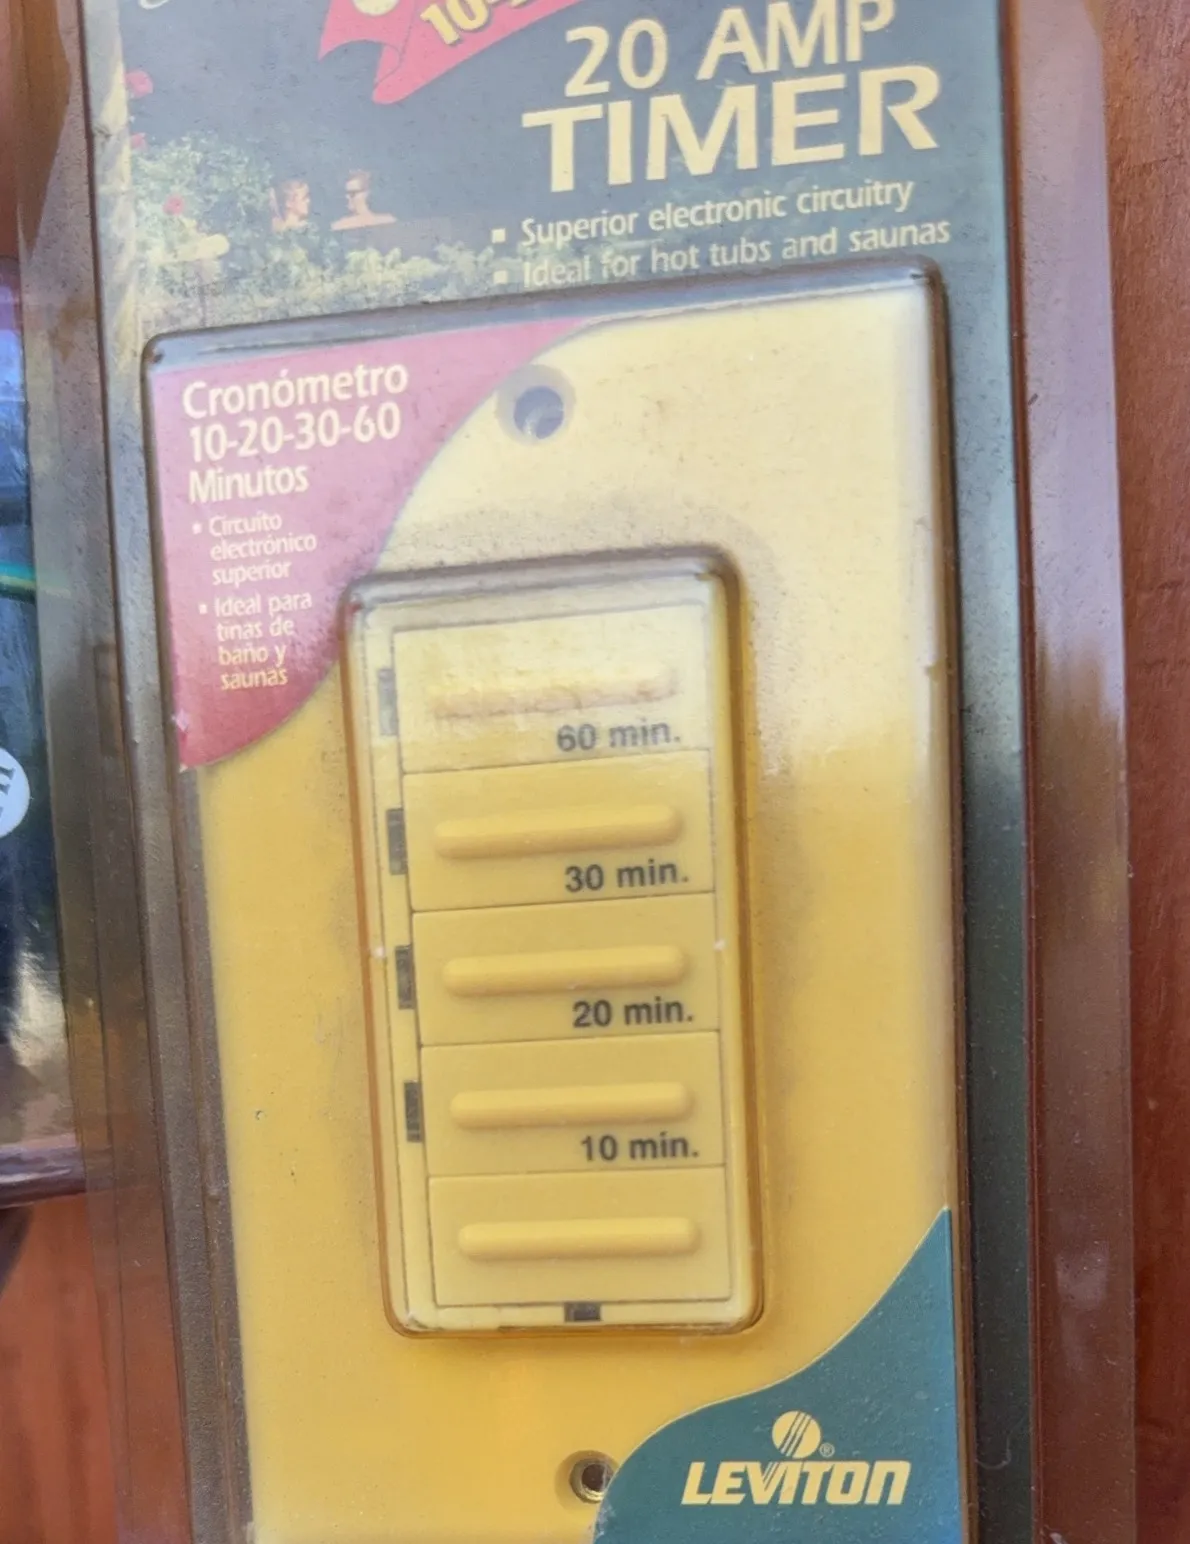 20 AMP
TIMER
▪ Superior electronic circuitry
▪ Ideal for hot tubs and saunas
Cronómetro
10-20-30-60
Minutos
▪ Circuito
electrónico
superior
▪ Ideal para
tinas de
baño y
saunas
60 min.
30 min.
20 min.
10 min.
LEVITON®